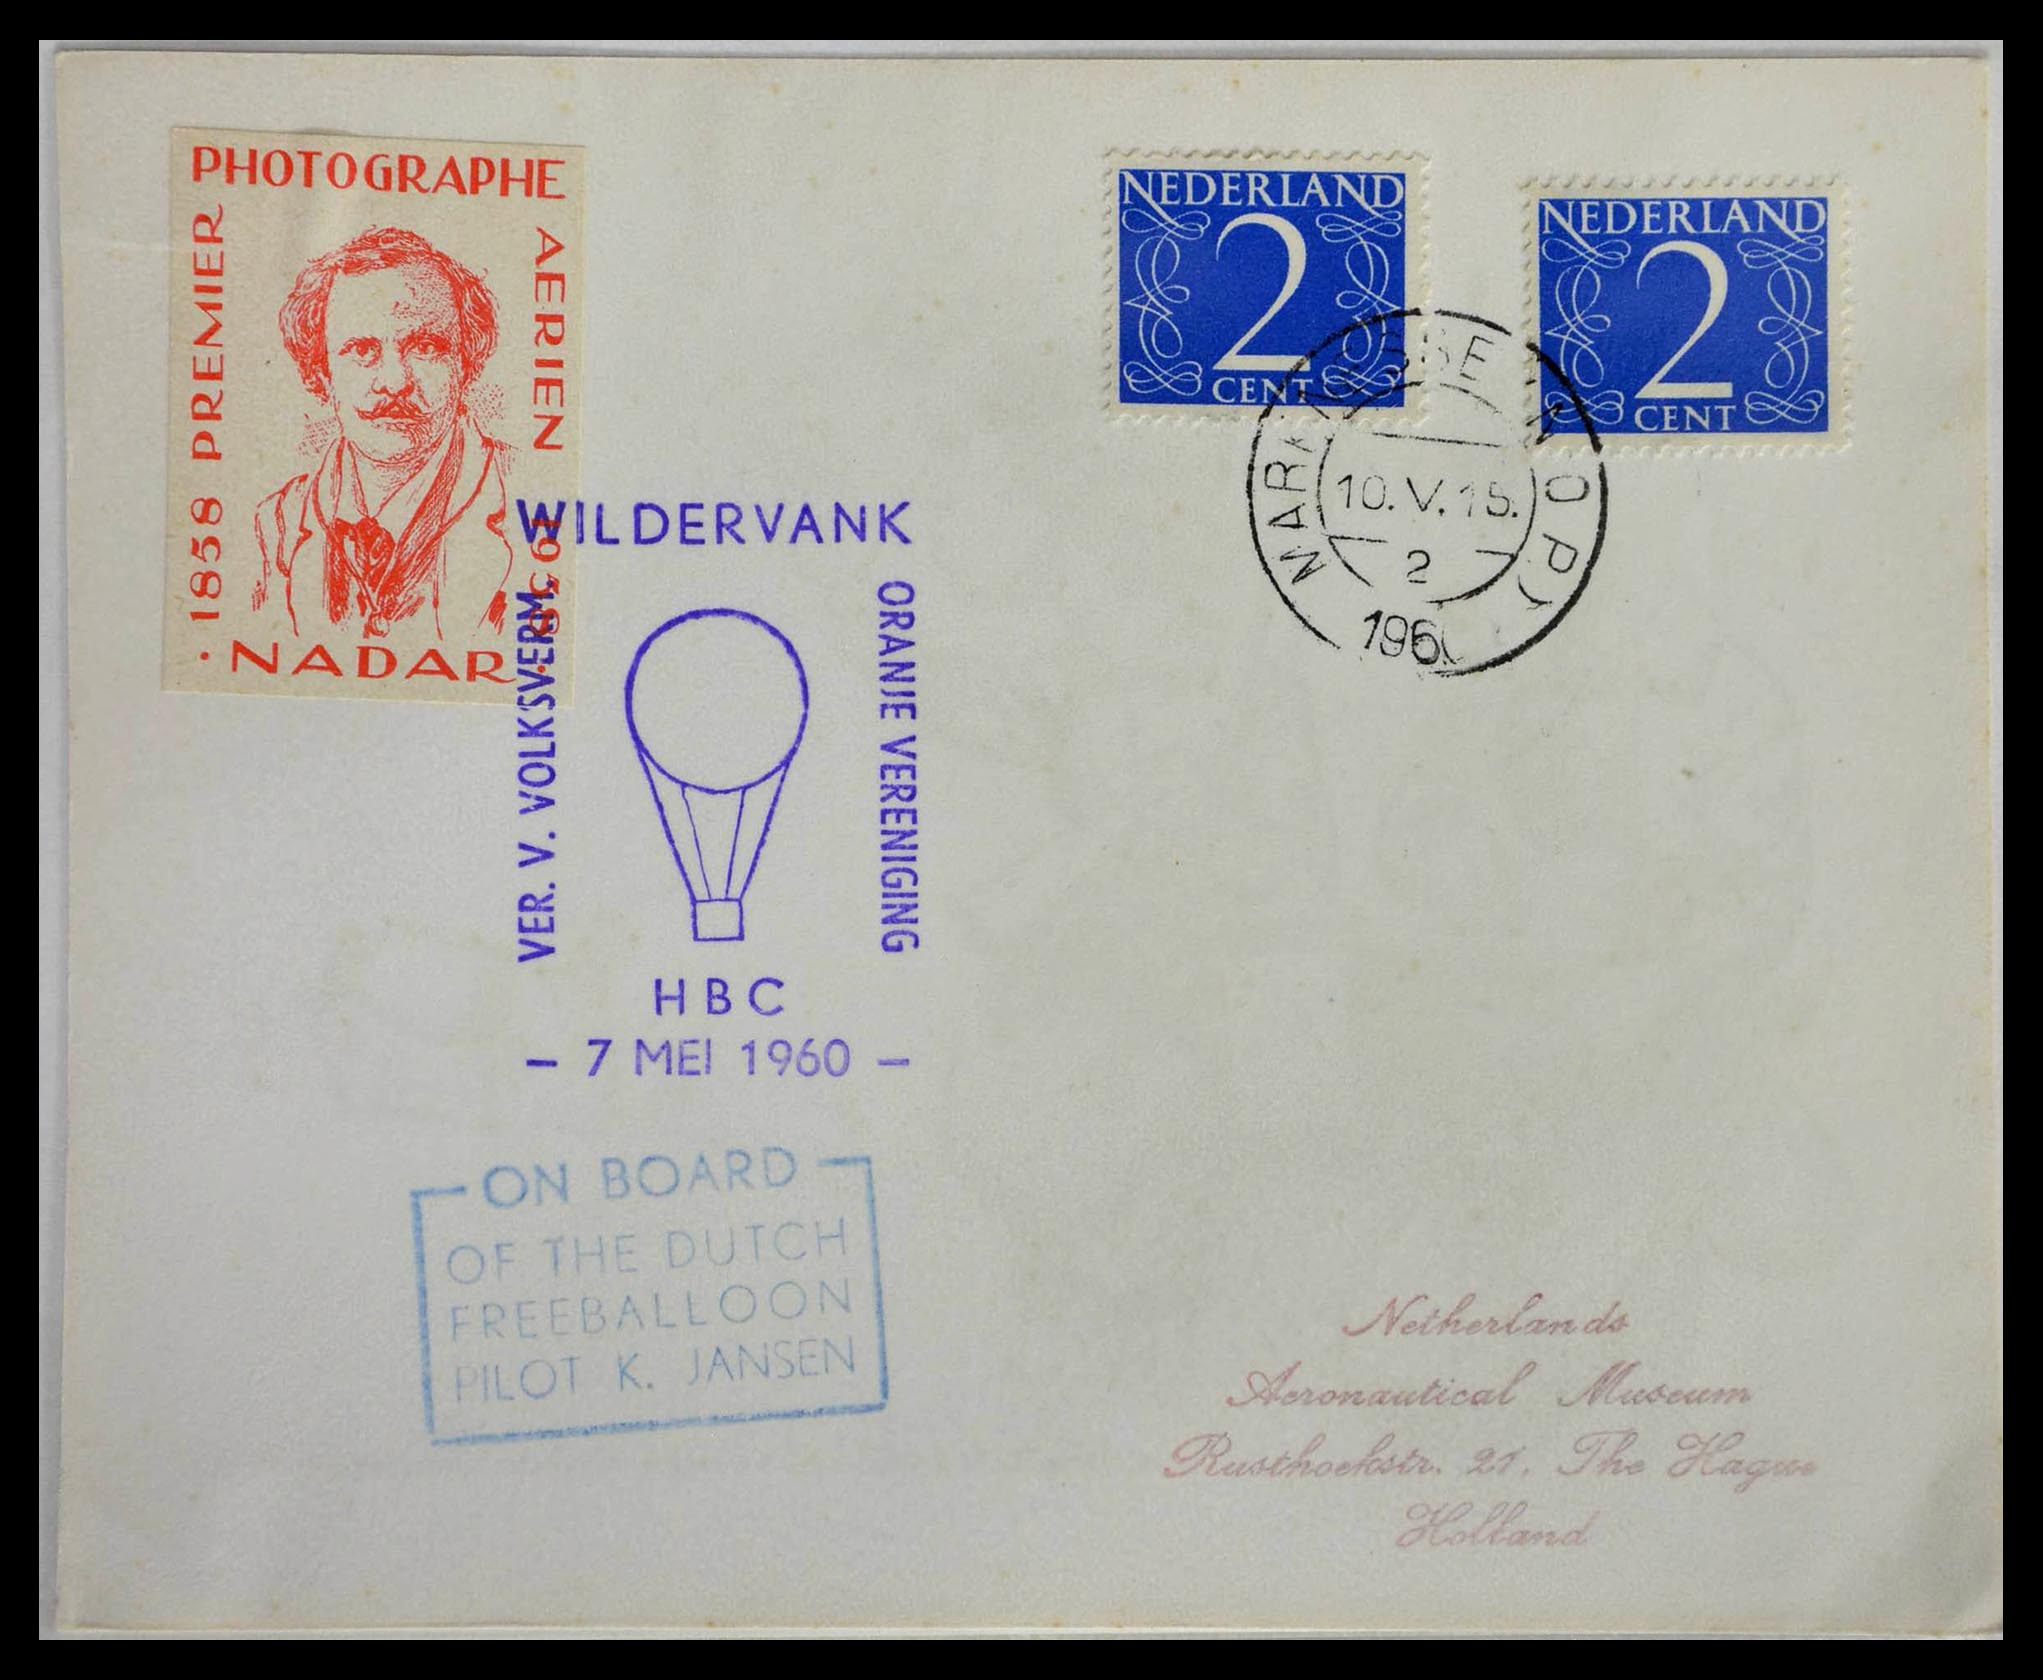 PHOTOGRAPHE
AERIEN
· 1858 PREMIER
1958 ·
· NADAR
NEDERLAND
2
CENT
NEDERLAND
2
CENT
10.V.15.
2
WILDERVANK
VER. V. VOLKSVERM.
ORANJE VERENIGING
HBC
- 7 MEI 1960 -
ON BOARD
OF THE DUTCH
FREEBALLOON
PILOT K. JANSEN
Netherlands
Aeronautical Museum
Rusthoekstr. 21. The Hague
Holland